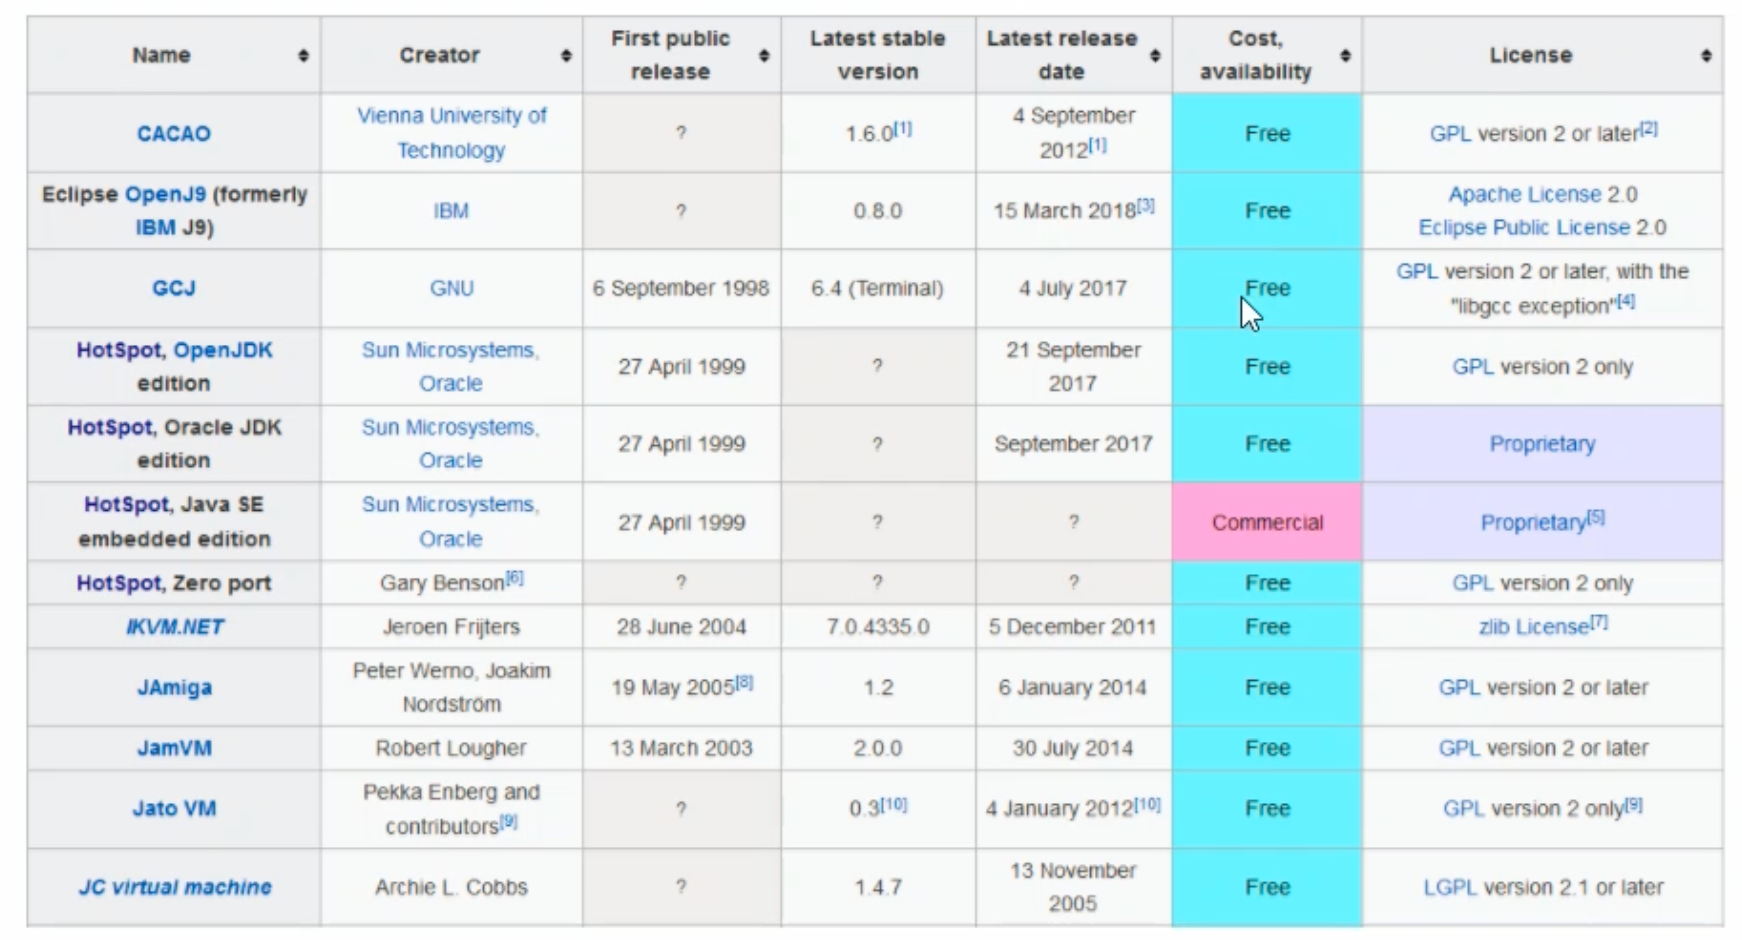 Name
Creator
First public
release
Latest stable
version
Latest release
date
Cost,
availability
License
CACAO
Vienna University of
Technology
?
1.6.0[1]
4 September
2012[1]
Free
GPL version 2 or later[2]
Eclipse OpenJ9 (formerly
IBM J9)
IBM
?
0.8.0
15 March 2018[3]
Free
Apache License 2.0
Eclipse Public License 2.0
GCJ
GNU
6 September 1998
6.4 (Terminal)
4 July 2017
Free
GPL version 2 or later, with the
"libgcc exception"[4]
HotSpot, OpenJDK
edition
Sun Microsystems,
Oracle
27 April 1999
?
21 September
2017
Free
GPL version 2 only
HotSpot, Oracle JDK
edition
Sun Microsystems,
Oracle
27 April 1999
?
September 2017
Free
Proprietary
HotSpot, Java SE
embedded edition
Sun Microsystems,
Oracle
27 April 1999
?
?
Commercial
Proprietary[5]
HotSpot, Zero port
Gary Benson[6]
?
?
?
Free
GPL version 2 only
IKVM.NET
Jeroen Frijters
28 June 2004
7.0.4335.0
5 December 2011
Free
zlib License[7]
JAmiga
Peter Werno, Joakim
Nordström
19 May 2005[8]
1.2
6 January 2014
Free
GPL version 2 or later
JamVM
Robert Lougher
13 March 2003
2.0.0
30 July 2014
Free
GPL version 2 or later
Jato VM
Pekka Enberg and
contributors[9]
?
0.3[10]
4 January 2012[10]
Free
GPL version 2 only[9]
JC virtual machine
Archie L. Cobbs
?
1.4.7
13 November
2005
Free
LGPL version 2.1 or later